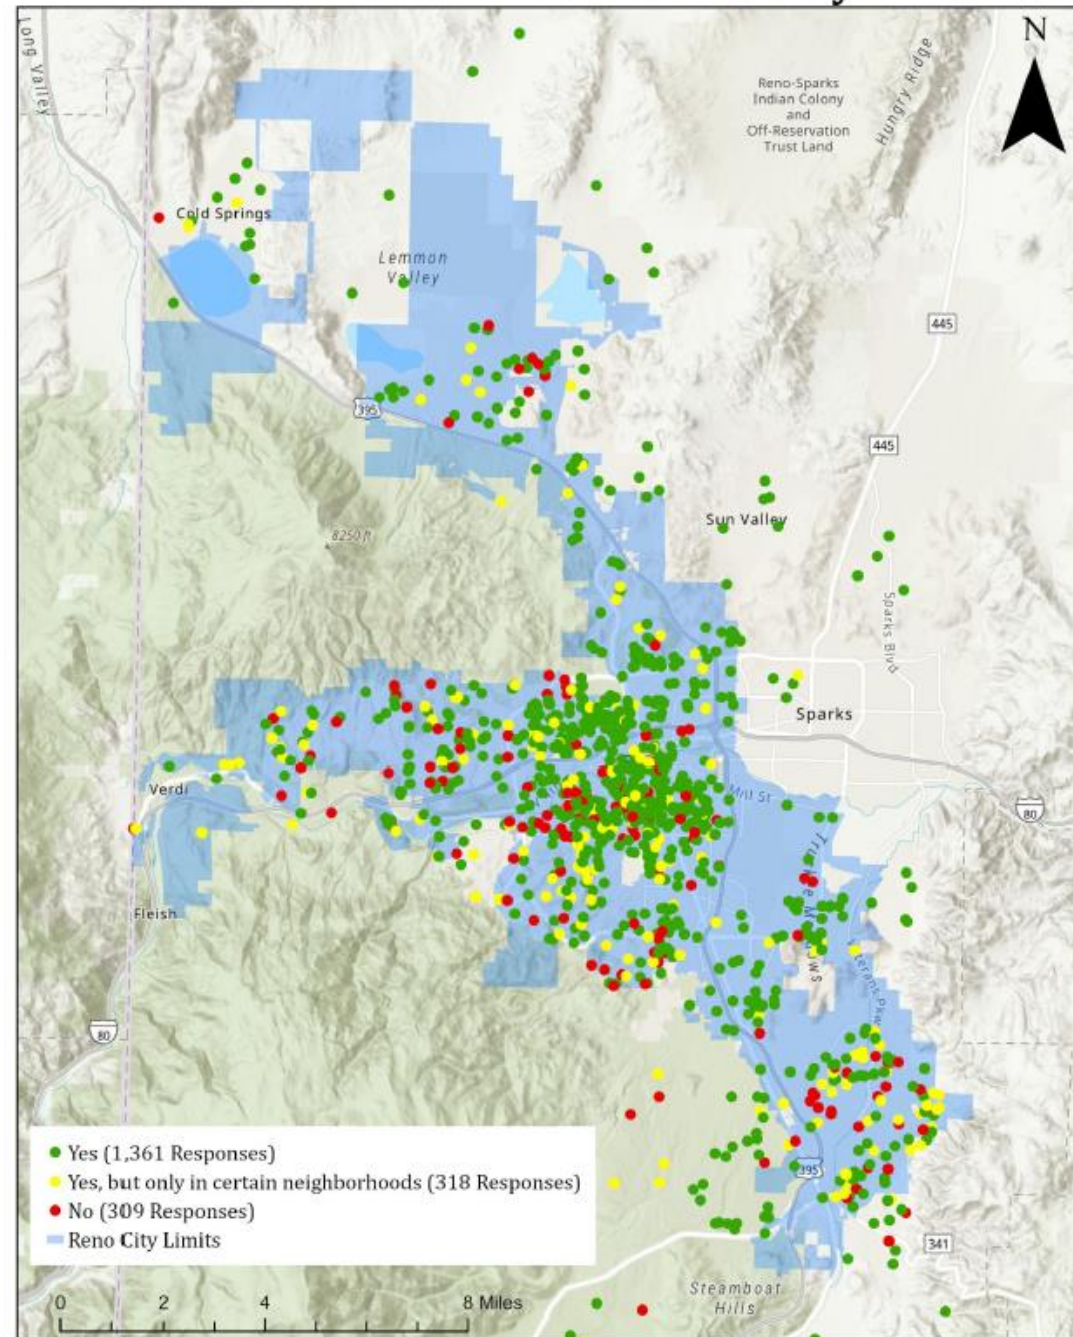 N
Long Valley
Reno-Sparks
Indian Colony
and
Off-Reservation
Trust Land
Hungry Ridge
Cold Springs
Lemmon
Valley
445
395
445
Sun Valley
8250 ft
Sparks Blvd
Sparks
Verdi
Mill St
80
Truckee Meadows
Fleish
Veterans Pkwy
80
Yes (1,361 Responses)
Yes, but only in certain neighborhoods (318 Responses)
No (309 Responses)
Reno City Limits
395
341
Steamboat
Hills
0 2 4 8 Miles